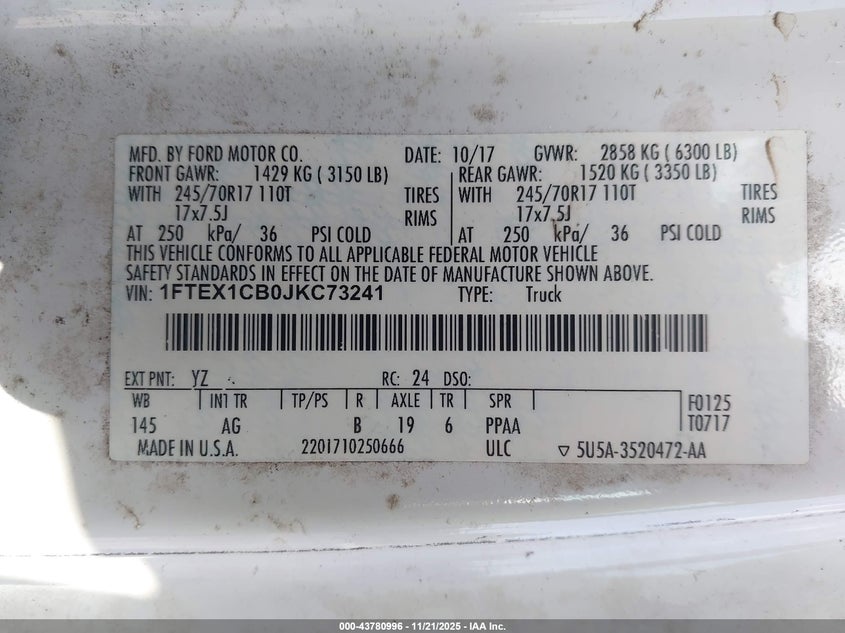 MFD. BY FORD MOTOR CO. DATE: 10/17 GVWR: 2858 KG ( 6300 LB)
FRONT GAWR: 1429 KG ( 3150 LB) REAR GAWR: 1520 KG ( 3350 LB)
WITH 245/70R17 110T TIRES WITH 245/70R17 110T TIRES
17x7.5J RIMS 17x7.5J RIMS
AT 250 kPa/ 36 PSI COLD AT 250 kPa/ 36 PSI COLD
THIS VEHICLE CONFORMS TO ALL APPLICABLE FEDERAL MOTOR VEHICLE
SAFETY STANDARDS IN EFFECT ON THE DATE OF MANUFACTURE SHOWN ABOVE.
VIN: 1FTEX1CB0JKC73241 TYPE: Truck
EXT PNT: YZ RC: 24 DSO:
WB INT TR TP/PS R AXLE TR SPR F0125
145 AG B 19 6 PPAA T0717
MADE IN U.S.A. 2201710250666 ULC ▽ 5U5A-3520472-AA
000-43780996 - 11/21/2025 - IAA Inc.